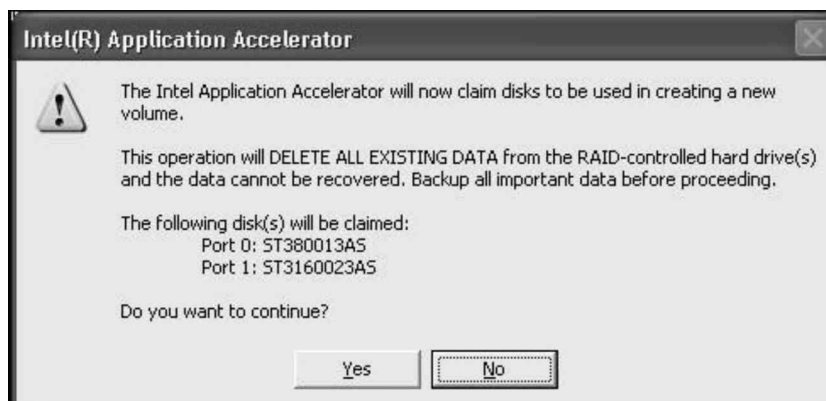 Intel(R) Application Accelerator
The Intel Application Accelerator will now claim disks to be used in creating a new
volume.
This operation will DELETE ALL EXISTING DATA from the RAID-controlled hard drive(s)
and the data cannot be recovered. Backup all important data before proceeding.
The following disk(s) will be claimed:
Port 0: ST380013AS
Port 1: ST3160023AS
Do you want to continue?
Yes
No